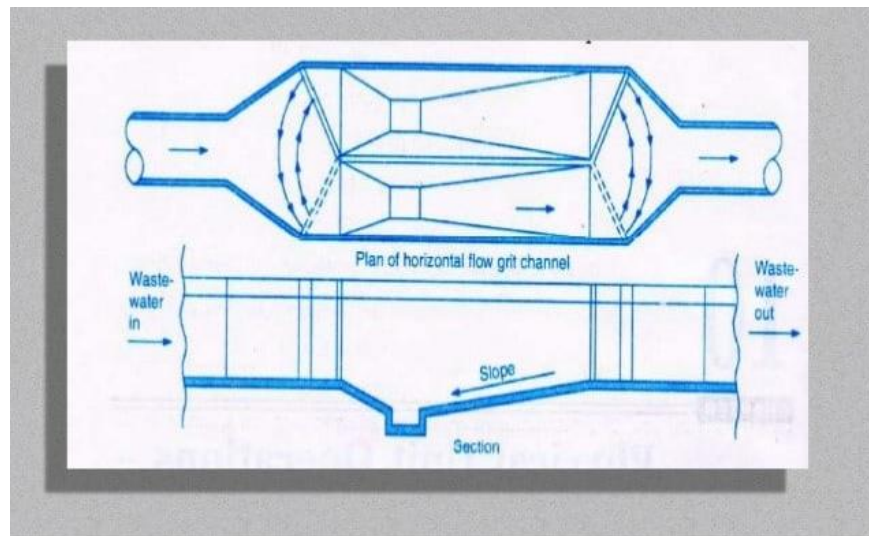 Plan of horizontal flow grit channel
Waste-
water
in
Waste-
water
out
Slope
Section